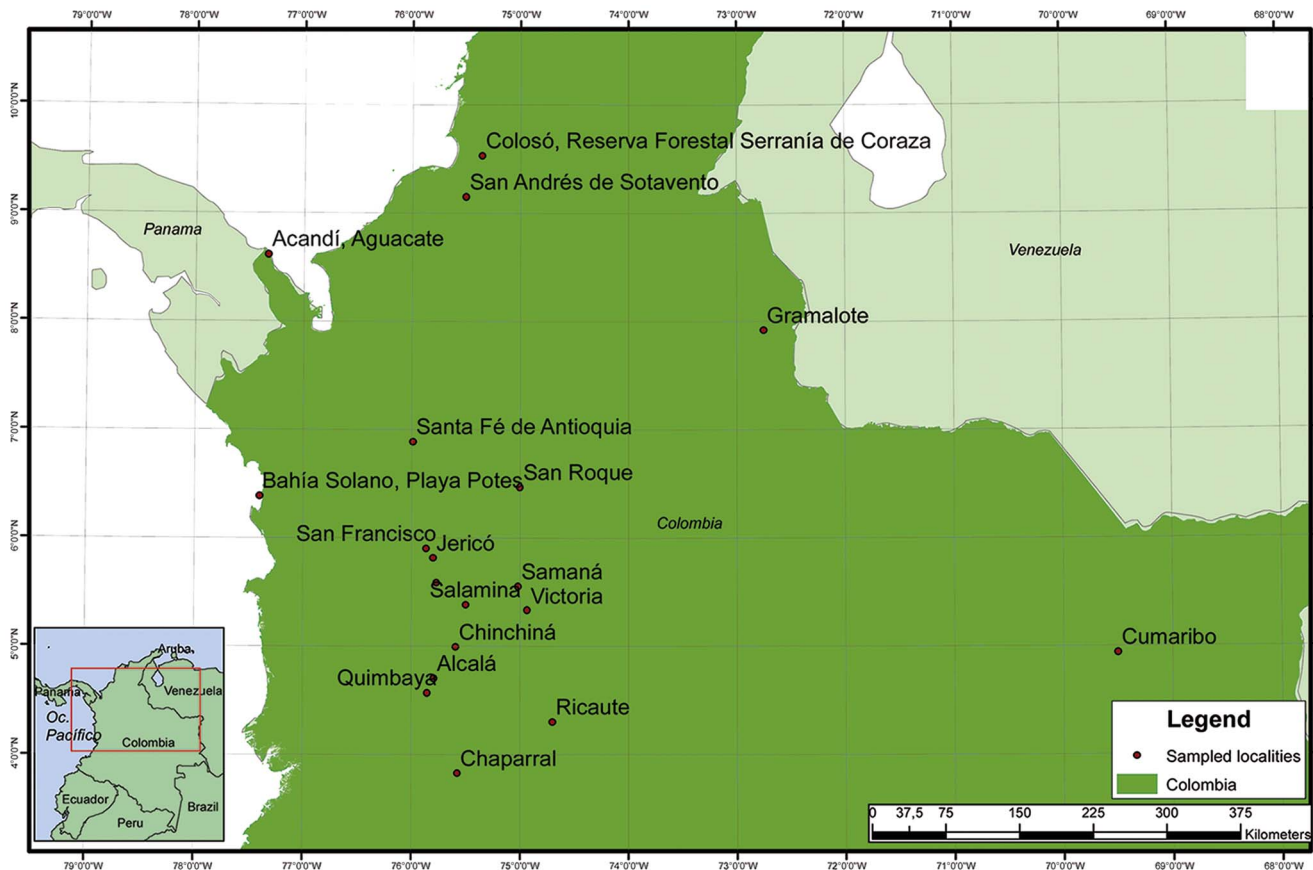 79°0'0"W 78°0'0"W 77°0'0"W 76°0'0"W 75°0'0"W 74°0'0"W 73°0'0"W 72°0'0"W 71°0'0"W 70°0'0"W 69°0'0"W 68°0'0"W
10°0'0"N
Colosó, Reserva Forestal Serranía de Coraza
San Andrés de Sotavento
9°0'0"N
Panama
Acandí, Aguacate
Venezuela
8°0'0"N
Gramalote
7°0'0"N
Santa Fé de Antioquia
San Roque
Bahía Solano, Playa Potes
Colombia
6°0'0"N
San Francisco
Jericó
Samaná
Salamina
Victoria
Chinchiná
Cumaribo
5°0'0"N
Alcalá
Quimbaya
Ricaute
Chaparral
4°0'0"N
Aruba
Panama
Venezuela
Oc.
Pacífico
Colombia
Ecuador
Brazil
Peru
Legend
Sampled localities
Colombia
0 37,5 75 150 225 300 375
Kilometers
79°0'0"W 78°0'0"W 77°0'0"W 76°0'0"W 75°0'0"W 74°0'0"W 73°0'0"W 72°0'0"W 71°0'0"W 70°0'0"W 69°0'0"W 68°0'0"W